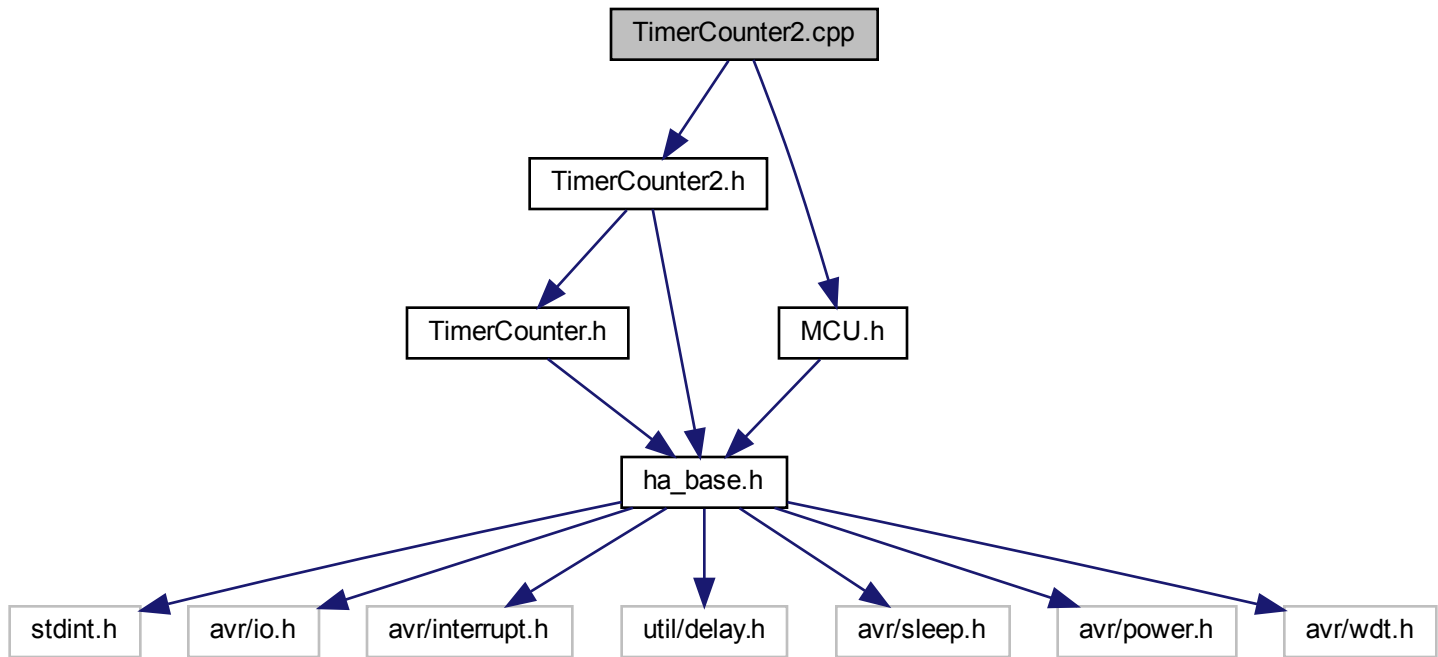 TimerCounter2.cpp
TimerCounter2.h
TimerCounter.h
MCU.h
ha_base.h
stdint.h
avr/io.h
avr/interrupt.h
util/delay.h
avr/sleep.h
avr/power.h
avr/wdt.h